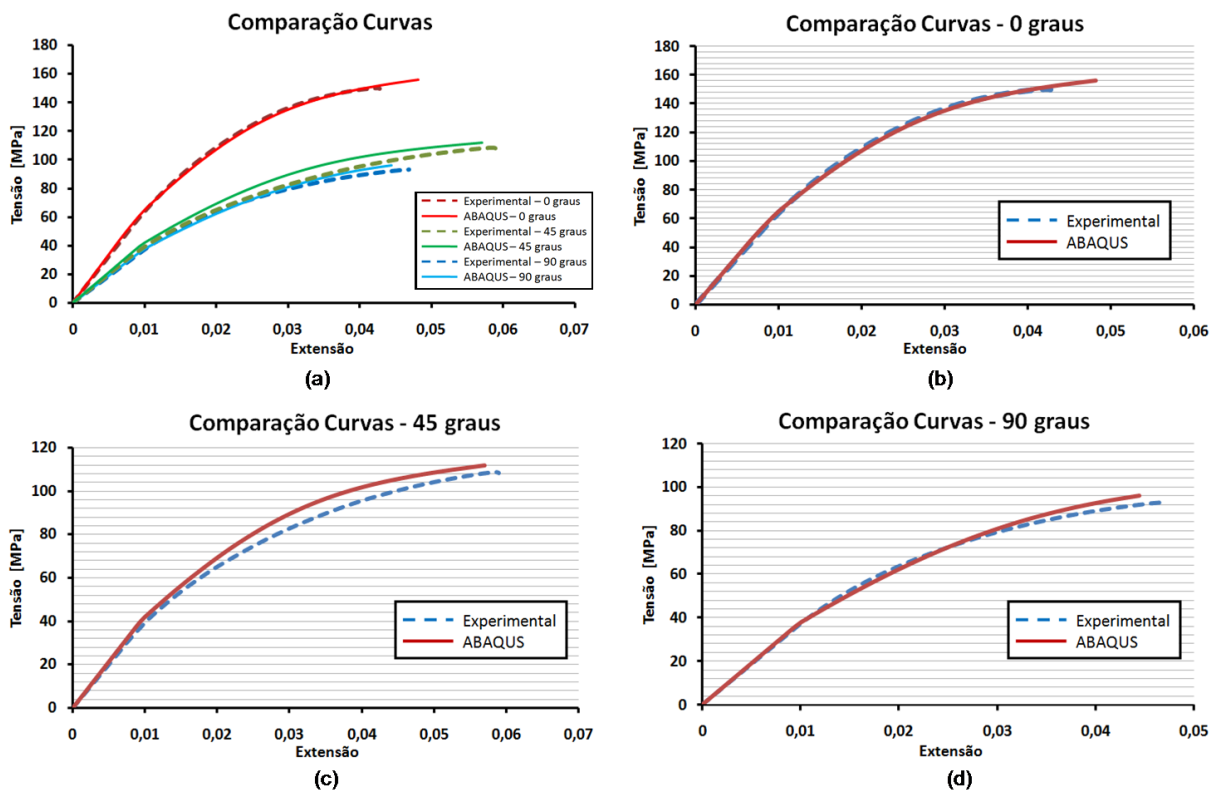 Comparação Curvas
Tensão [MPa]
180
160
140
120
100
80
60
40
20
0
Experimental – 0 graus
ABAQUS – 0 graus
Experimental – 45 graus
ABAQUS – 45 graus
Experimental – 90 graus
ABAQUS – 90 graus
0 0,01 0,02 0,03 0,04 0,05 0,06 0,07
Extensão
(a)
Comparação Curvas - 0 graus
Tensão [MPa]
180
160
140
120
100
80
60
40
20
0
Experimental
ABAQUS
0 0,01 0,02 0,03 0,04 0,05 0,06
Extensão
(b)
Comparação Curvas - 45 graus
Tensão [MPa]
120
100
80
60
40
20
0
Experimental
ABAQUS
0 0,01 0,02 0,03 0,04 0,05 0,06 0,07
Extensão
(c)
Comparação Curvas - 90 graus
Tensão [MPa]
120
100
80
60
40
20
0
Experimental
ABAQUS
0 0,01 0,02 0,03 0,04 0,05
Extensão
(d)